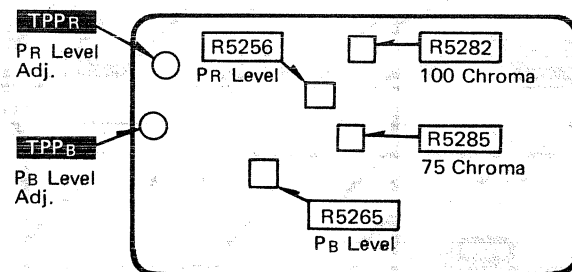 TPPR
PR Level
Adj.
R5256
PR Level
R5282
100 Chroma
TPPB
PB Level
Adj.
R5285
75 Chroma
R5265
PB Level